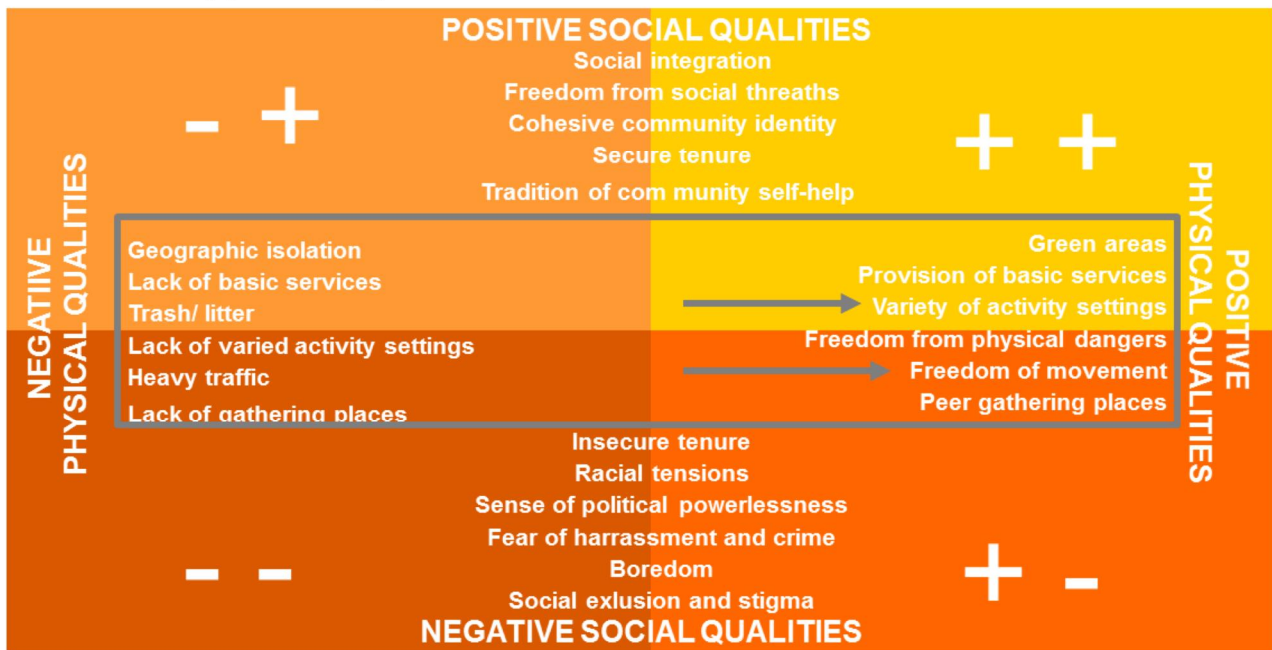 POSITIVE SOCIAL QUALITIES
Social integration
Freedom from social threaths
Cohesive community identity
Secure tenure
Tradition of com munity self-help
- +
+ +
NEGATIIVE
PHYSICAL QUALITIES
Geographic isolation
Lack of basic services
Trash/ litter
Lack of varied activity settings
Heavy traffic
Lack of gathering places
Green areas
Provision of basic services
Variety of activity settings
Freedom from physical dangers
Freedom of movement
Peer gathering places
POSITIVE
PHYSICAL QUALITIES
Insecure tenure
Racial tensions
Sense of political powerlessness
Fear of harrassment and crime
Boredom
Social exlusion and stigma
- -
+ -
NEGATIVE SOCIAL QUALITIES